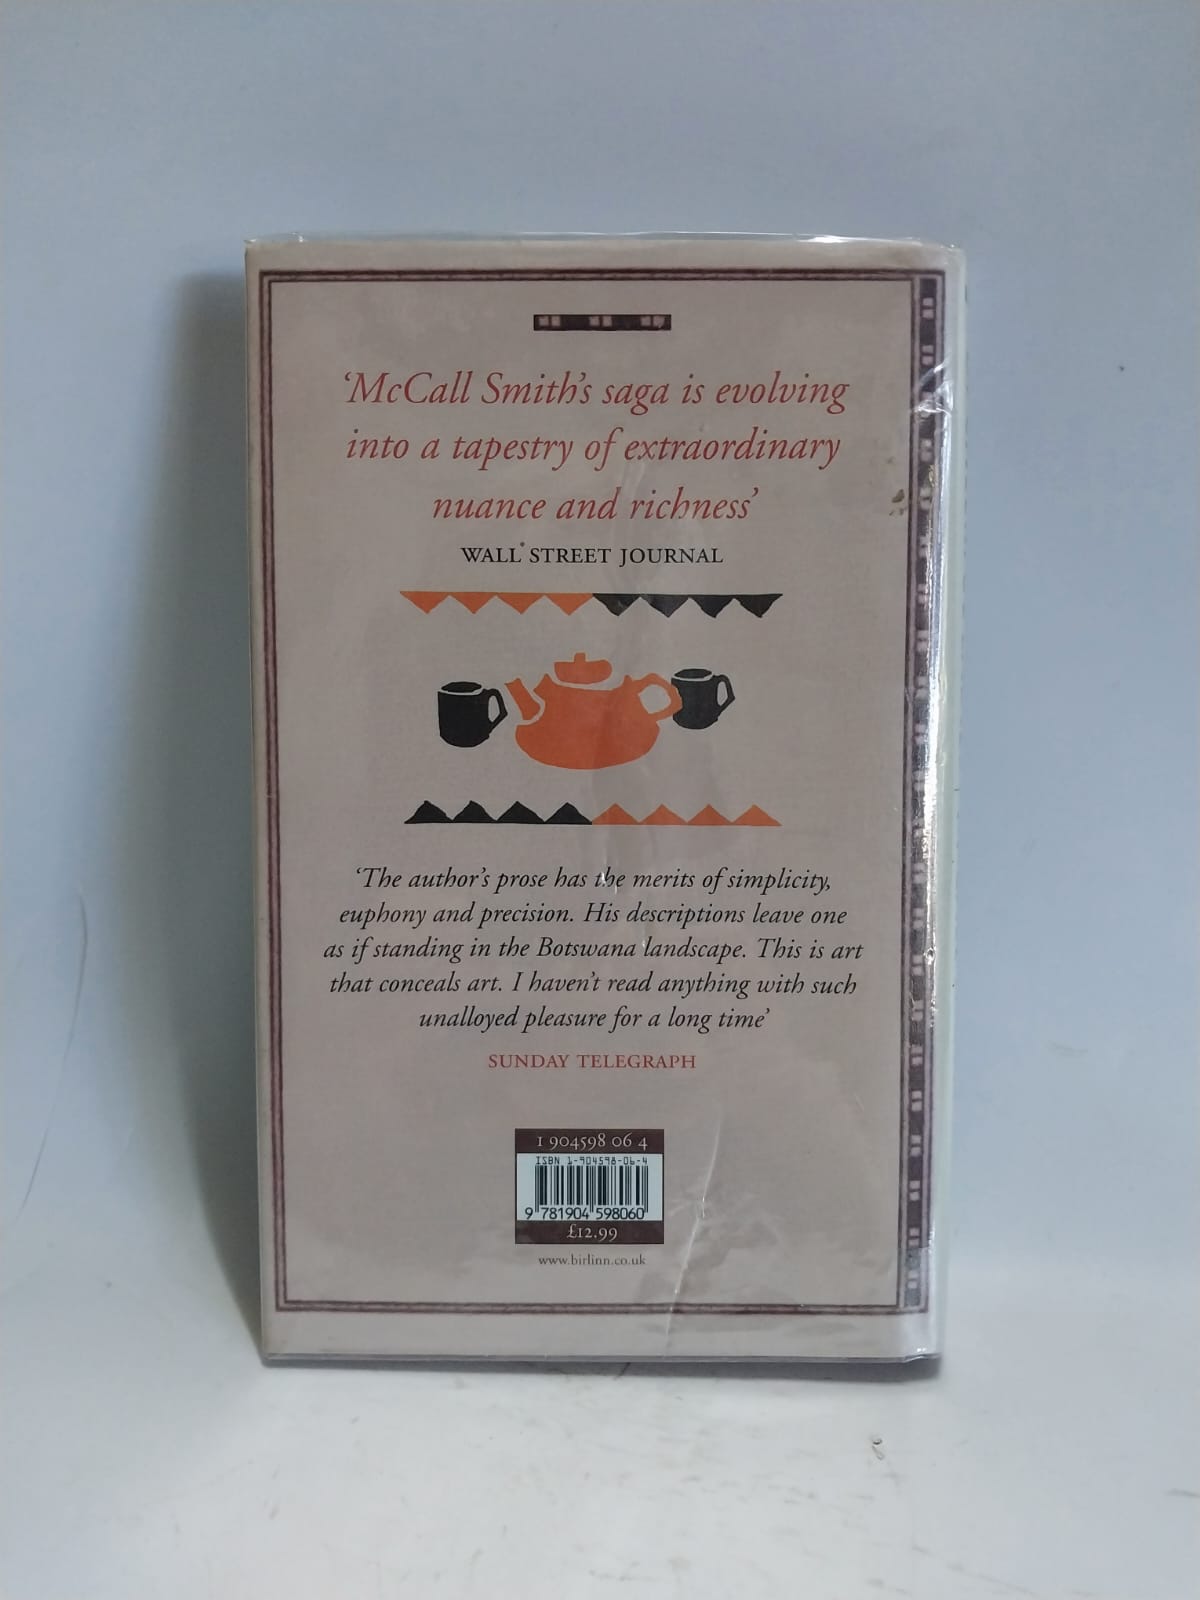 ‘McCall Smith’s saga is evolving
into a tapestry of extraordinary
nuance and richness’
WALL STREET JOURNAL
‘The author’s prose has the merits of simplicity,
euphony and precision. His descriptions leave one
as if standing in the Botswana landscape. This is art
that conceals art. I haven’t read anything with such
unalloyed pleasure for a long time’
SUNDAY TELEGRAPH
1 904598 06 4
ISBN 1-904598-06-4
9 781904 598060
£12.99
www.birlinn.co.uk